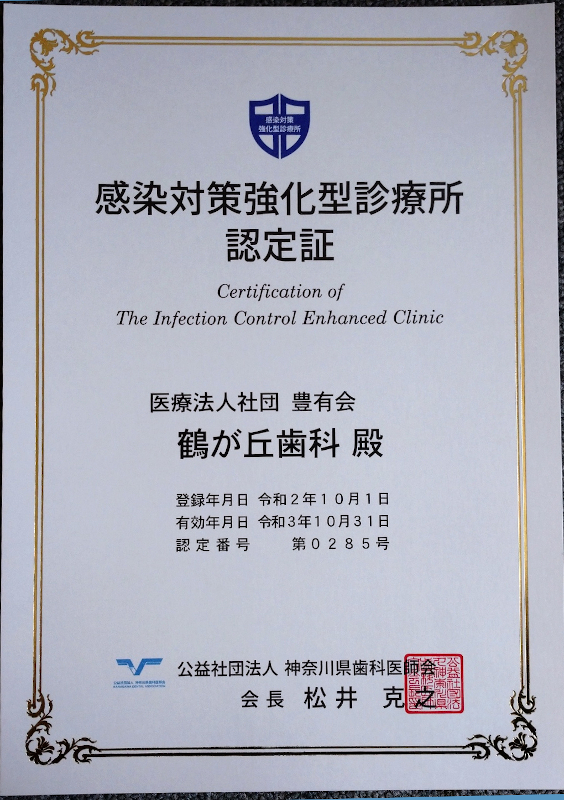 感染対策
強化型診療所
感染対策強化型診療所
認定証
Certification of
The Infection Control Enhanced Clinic
医療法人社団 豊有会
鶴が丘歯科 殿
登録年月日 令和２年１０月１日
有効年月日 令和３年１０月３１日
認定番号 第０２８５号
公益社団法人 神奈川県歯科医師会
会長 松井 克之